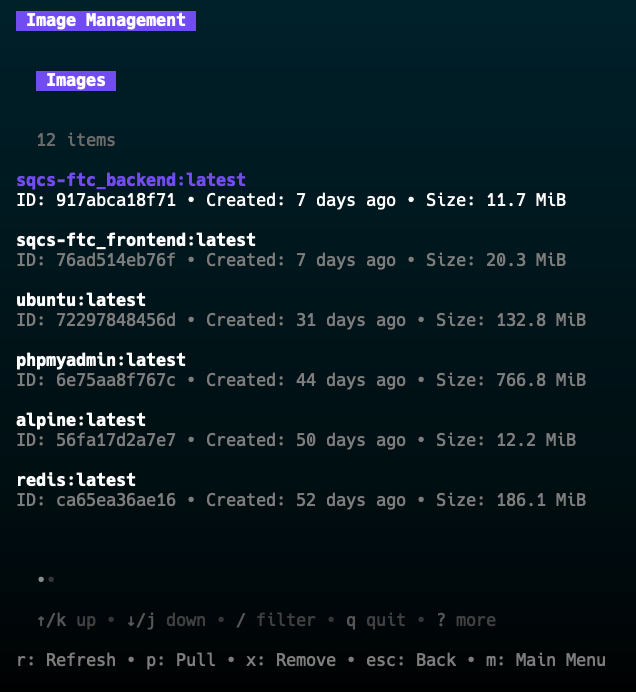 Image Management
Images
12 items
sqcs-ftc_backend:latest
ID: 917abca18f71 • Created: 7 days ago • Size: 11.7 MiB
sqcs-ftc_frontend:latest
ID: 76ad514eb76f • Created: 7 days ago • Size: 20.3 MiB
ubuntu:latest
ID: 72297848456d • Created: 31 days ago • Size: 132.8 MiB
phpmyadmin:latest
ID: 6e75aa8f767c • Created: 44 days ago • Size: 766.8 MiB
alpine:latest
ID: 56fa17d2a7e7 • Created: 50 days ago • Size: 12.2 MiB
redis:latest
ID: ca65ea36ae16 • Created: 52 days ago • Size: 186.1 MiB
••
↑/k up • ↓/j down • / filter • q quit • ? more
r: Refresh • p: Pull • x: Remove • esc: Back • m: Main Menu